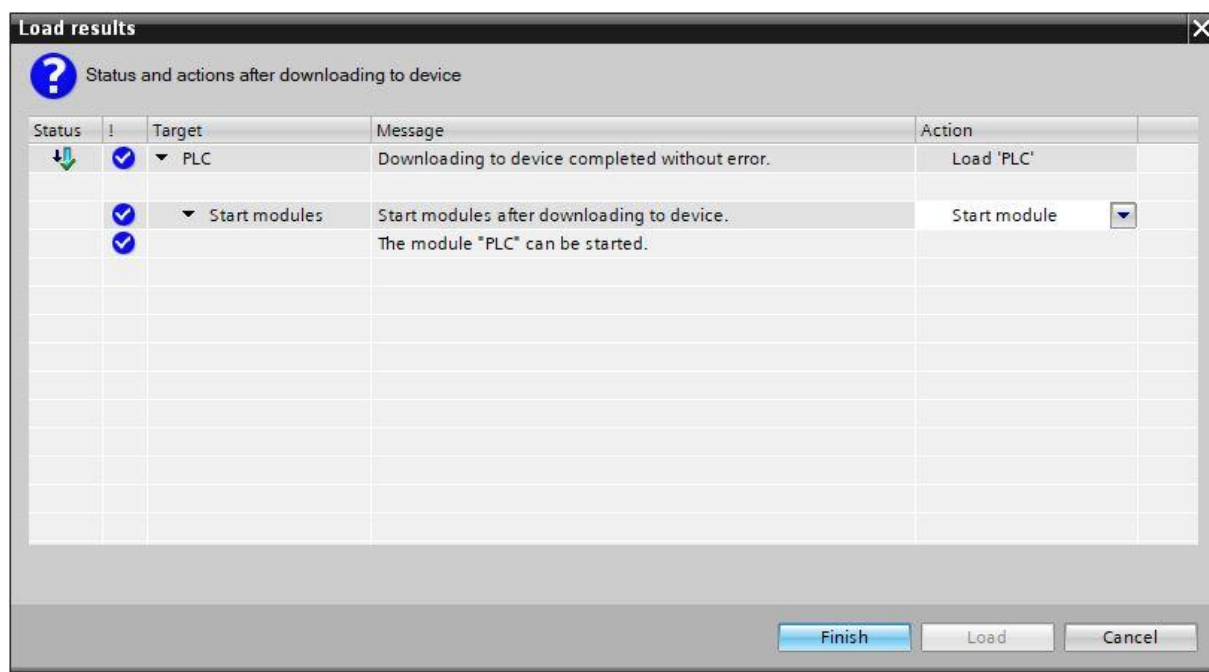 Load results
Status and actions after downloading to device
Status ! Target Message Action
PLC Downloading to device completed without error. Load 'PLC'
Start modules Start modules after downloading to device. Start module
The module "PLC" can be started.
Finish Load Cancel